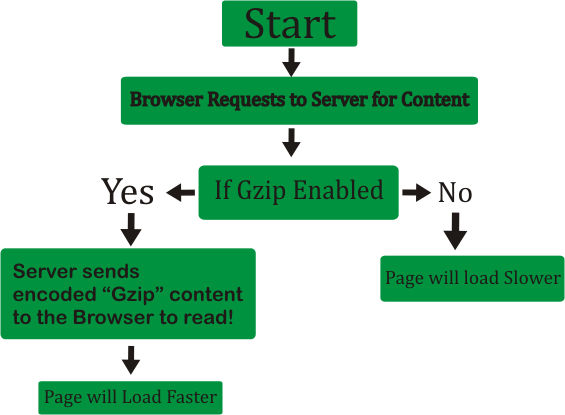 Start
Browser Requests to Server for Content
If Gzip Enabled
Yes
No
Server sends
encoded “Gzip” content
to the Browser to read!
Page will load Slower
Page will Load Faster